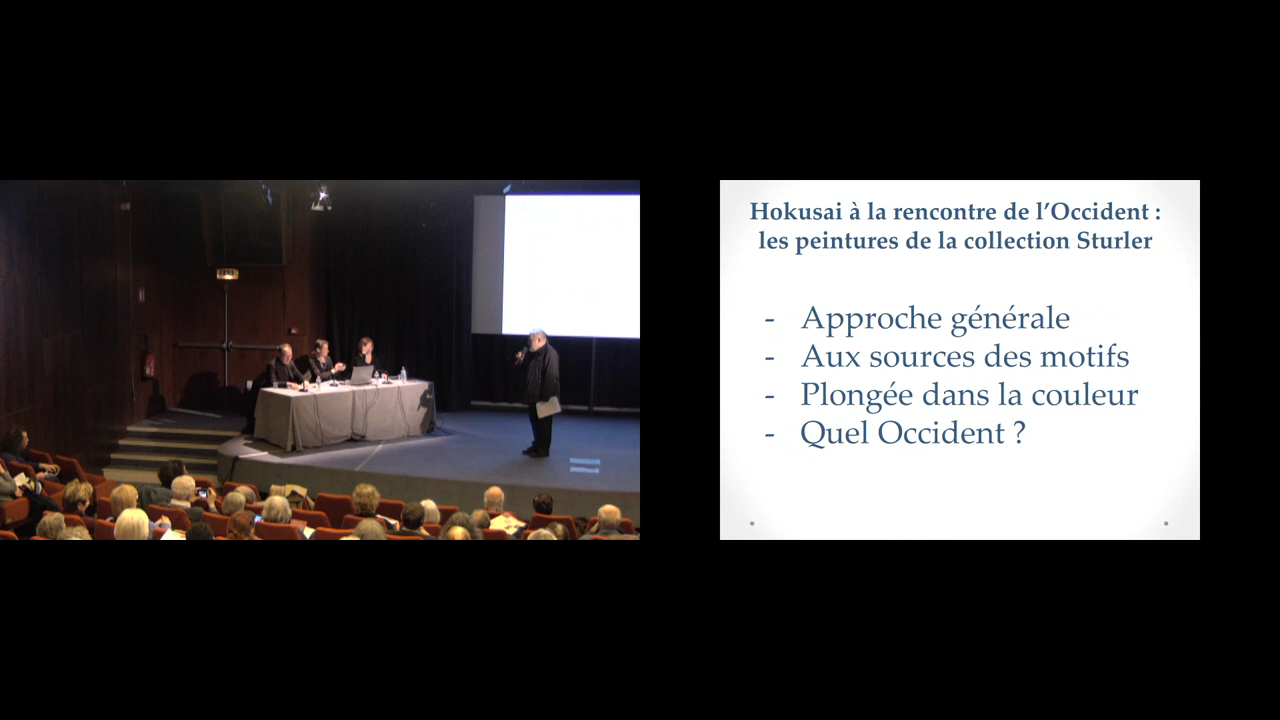 Hokusai à la rencontre de l’Occident :
les peintures de la collection Sturler
- Approche générale
- Aux sources des motifs
- Plongée dans la couleur
- Quel Occident ?